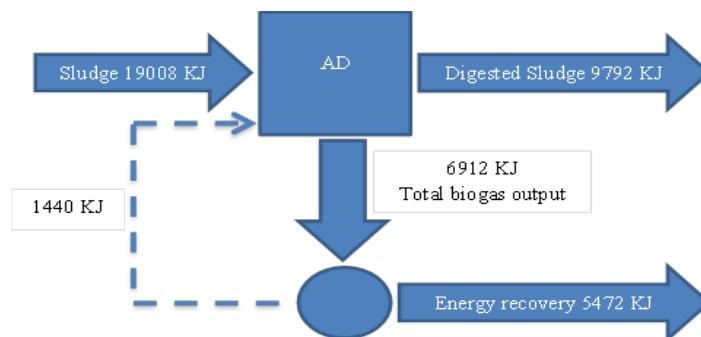 Sludge 19008 KJ
AD
Digested Sludge 9792 KJ
6912 KJ
Total biogas output
1440 KJ
Energy recovery 5472 KJ